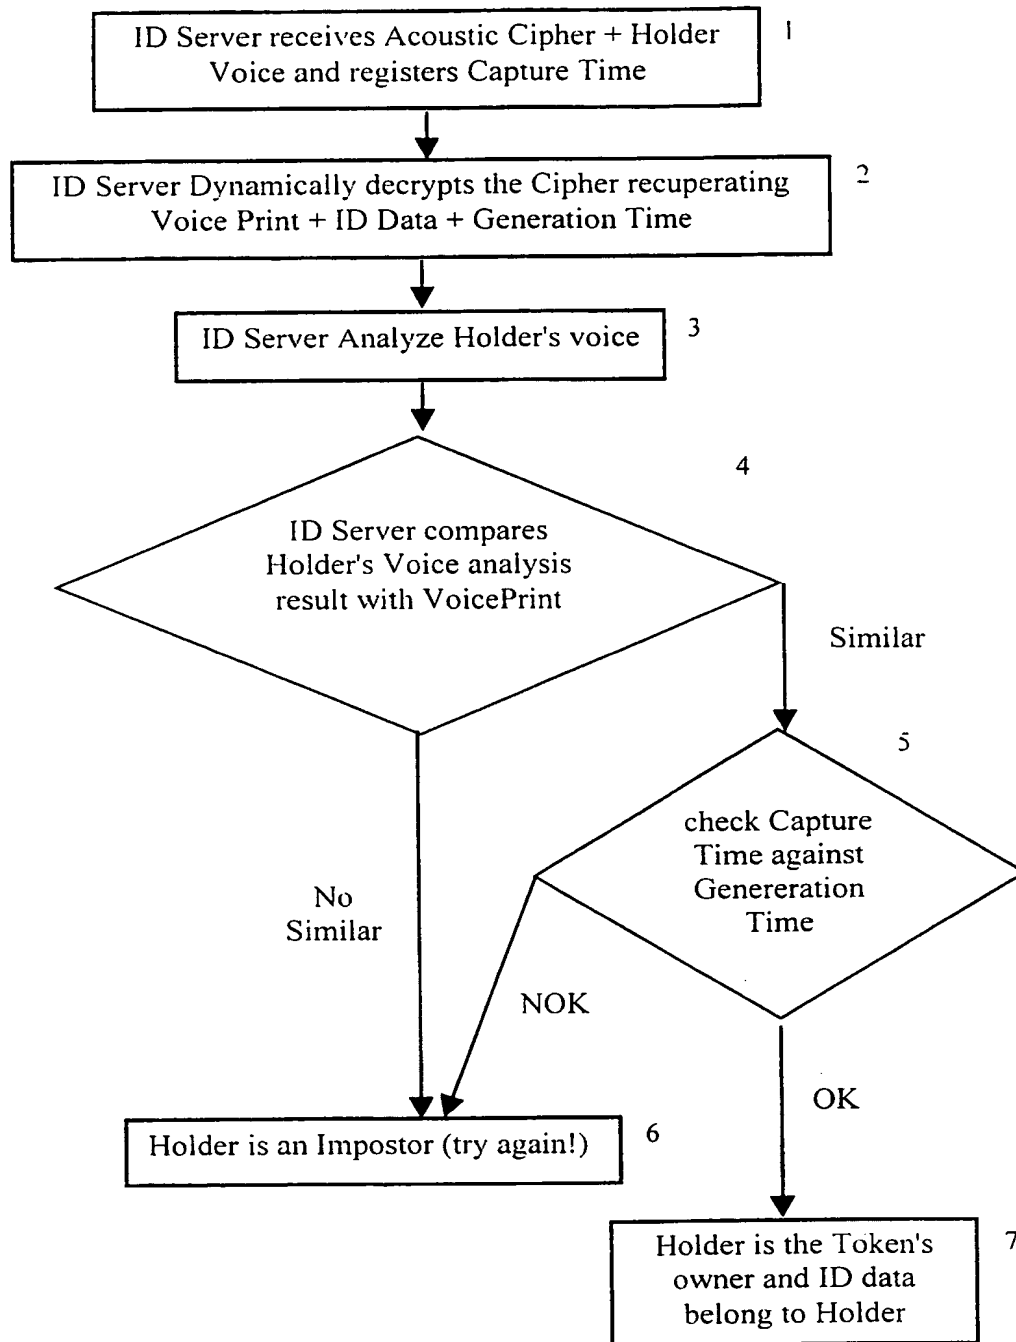 ID Server receives Acoustic Cipher + Holder
Voice and registers Capture Time
1
ID Server Dynamically decrypts the Cipher recuperating
Voice Print + ID Data + Generation Time
2
ID Server Analyze Holder's voice
3
4
ID Server compares
Holder's Voice analysis
result with VoicePrint
Similar
5
check Capture
Time against
Genereration
Time
No
Similar
NOK
OK
Holder is an Impostor (try again!)
6
Holder is the Token's
owner and ID data
belong to Holder
7